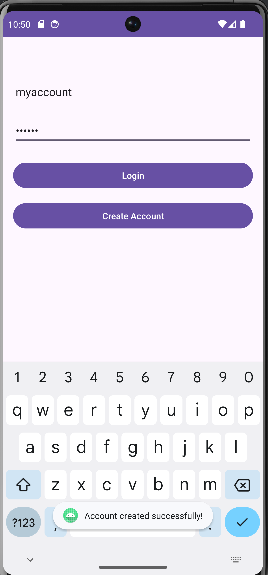 10:50
myaccount
••••••
Login
Create Account
1 2 3 4 5 6 7 8 9 0
q w e r t y u i o p
a s d f g h j k l
z x c v b n m
?123 , .
Account created successfully!